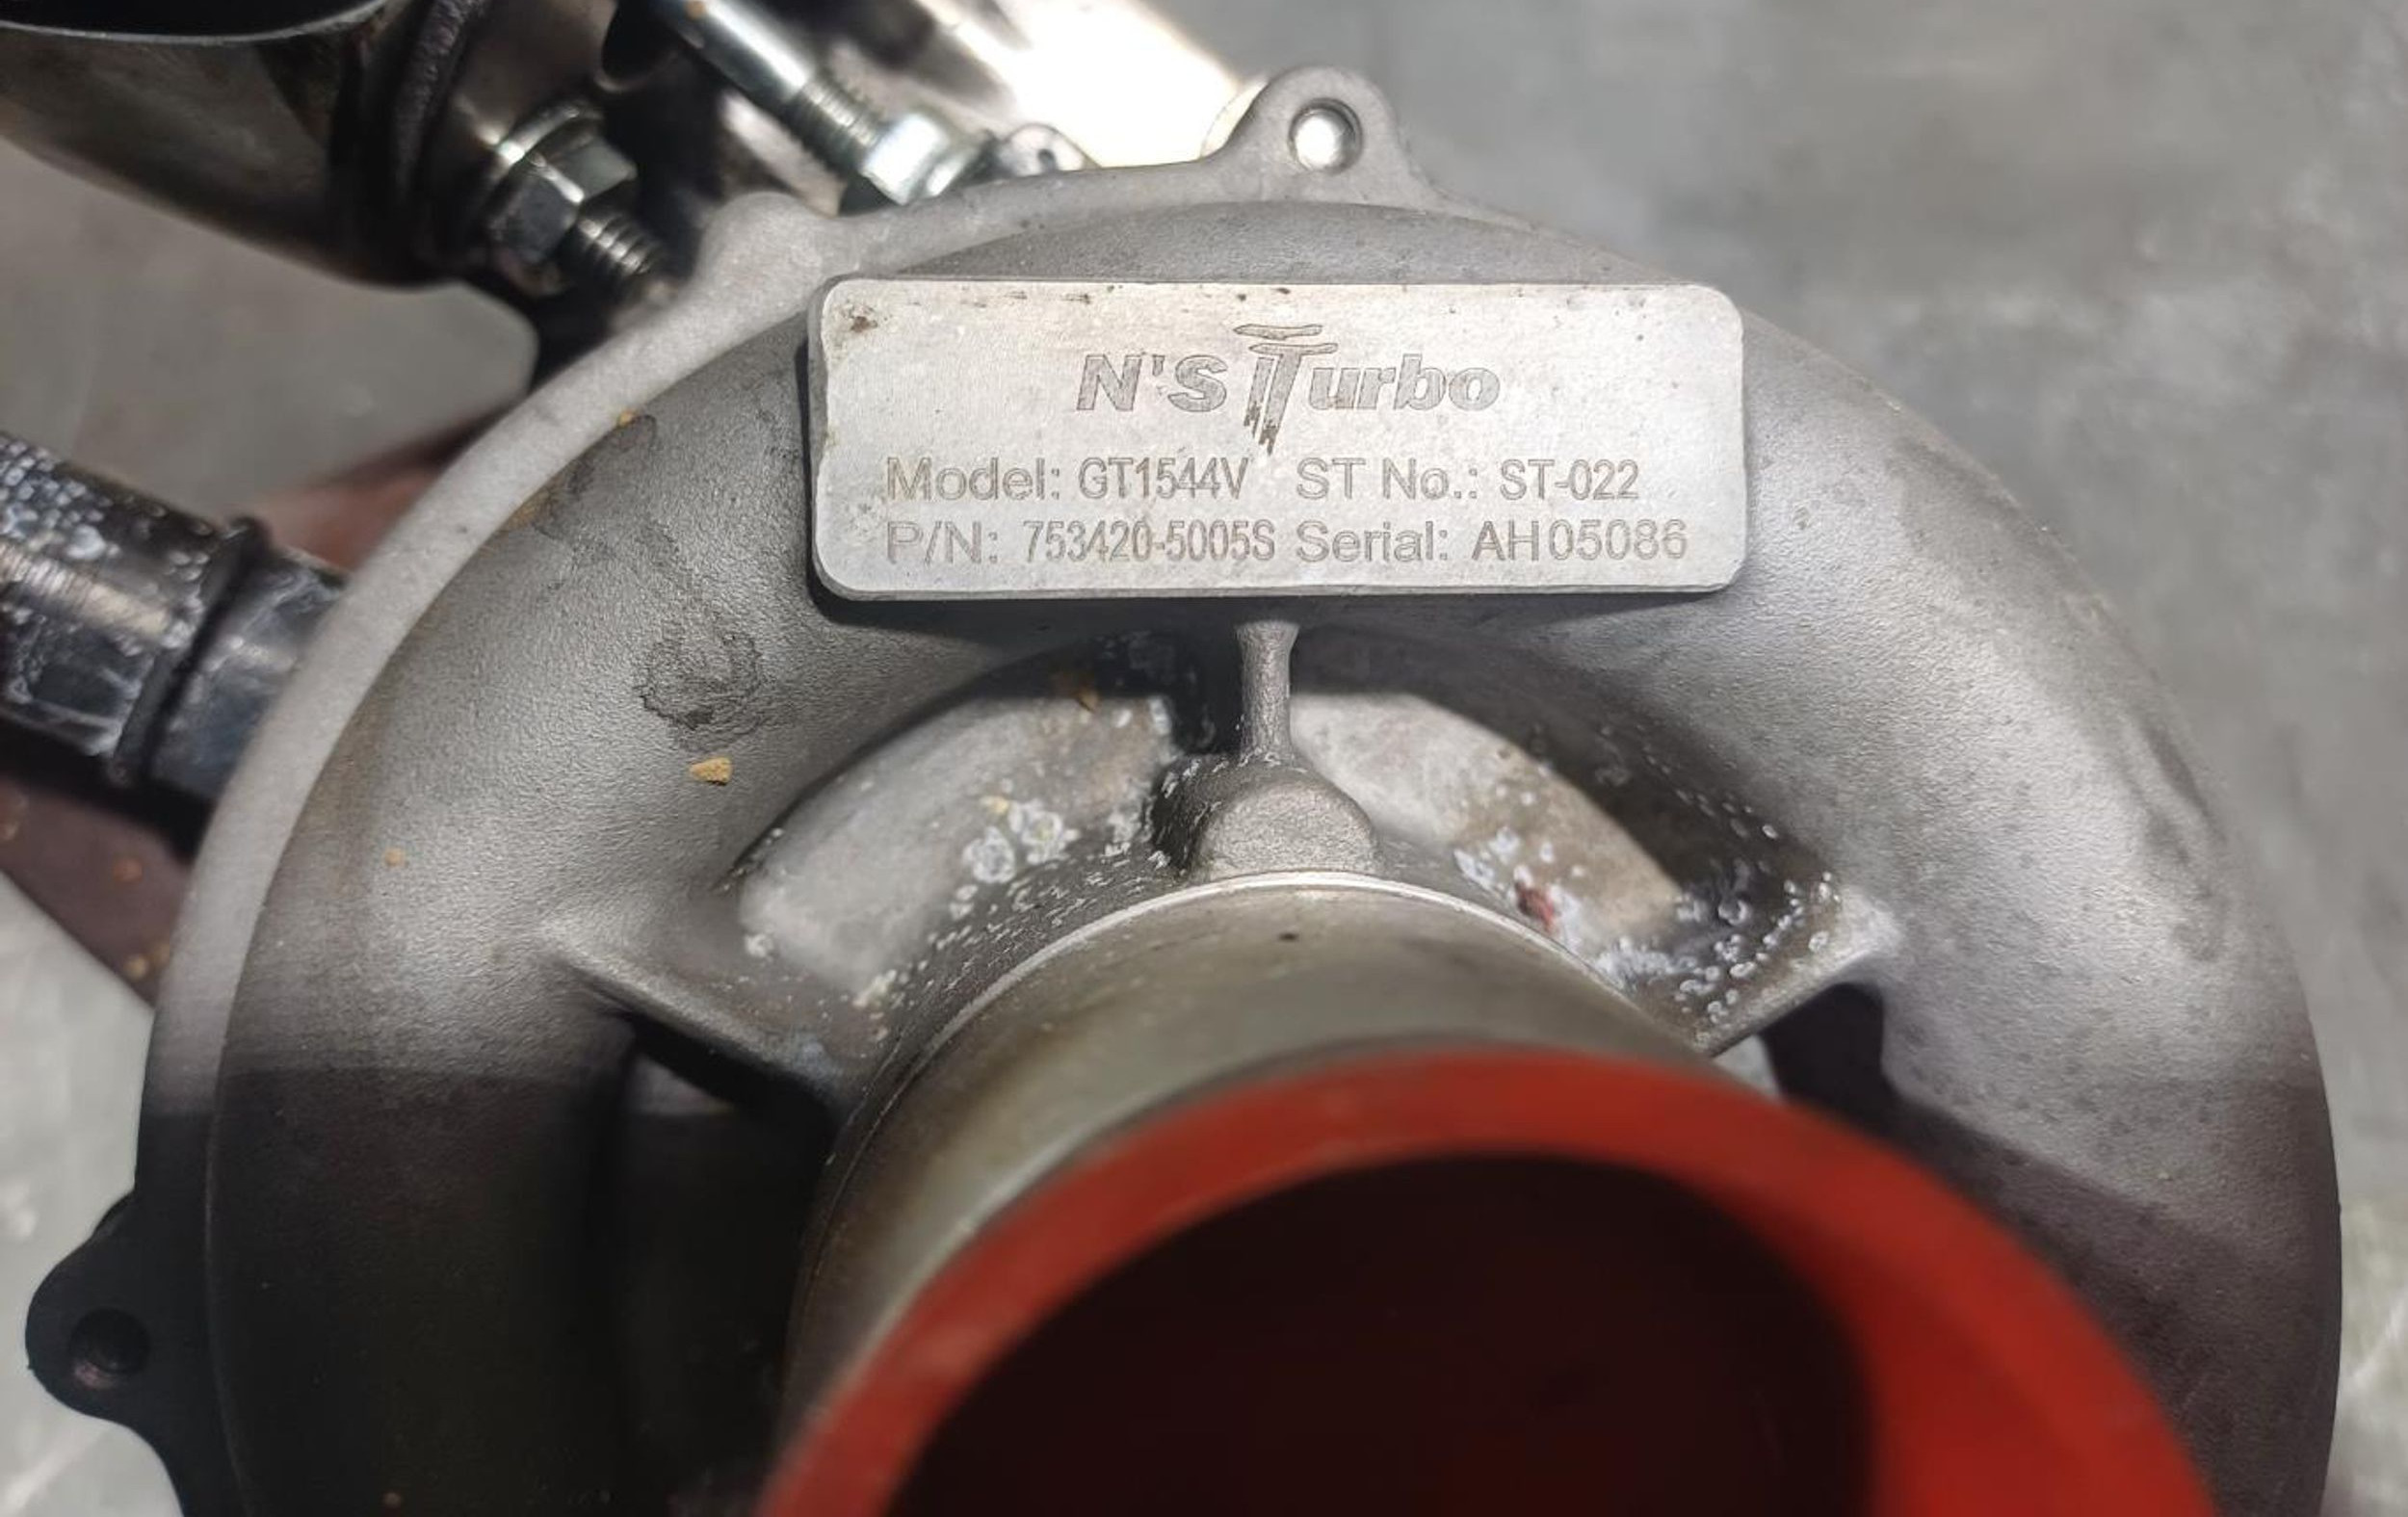 N'S Turbo
Model: GT1544V ST No.: ST-022
P/N: 753420-5005S Serial: AH05086